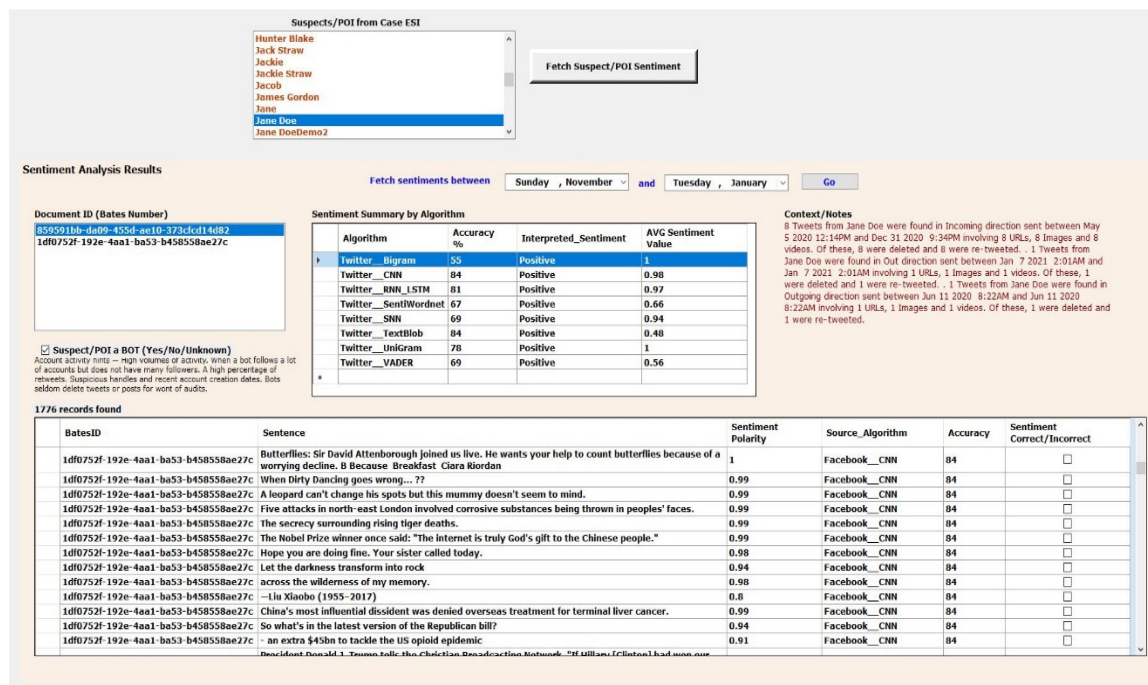 Suspects/POI from Case ESI
Hunter Blake
Jack Straw
Jackie
Jackie Straw
Jacob
James Gordon
Jane
Jane Doe
Jane DoeDemo2
Fetch Suspect/POI Sentiment
Sentiment Analysis Results
Fetch sentiments between Sunday , November and Tuesday , January Go
Document ID (Bates Number)
859591bb-da09-455d-ae10-373cfcd14d82
1df0752f-192e-4aa1-ba53-b458558ae27c
Suspect/POI a BOT (Yes/No/Unknown)
Account activity hints — High volumes of activity. When a bot follows a lot
of accounts but does not have many followers. A high percentage of
retweets. Suspicious handles and recent account creation dates. Bots
seldom delete tweets or posts for wont of audits.
Sentiment Summary by Algorithm
Algorithm Accuracy % Interpreted_Sentiment AVG Sentiment Value
Twitter__Bigram 55 Positive 1
Twitter__CNN 84 Positive 0.98
Twitter__RNN_LSTM 81 Positive 0.97
Twitter__SentiWordnet 67 Positive 0.66
Twitter__SNN 69 Positive 0.94
Twitter__TextBlob 84 Positive 0.48
Twitter__UniGram 78 Positive 1
Twitter__VADER 69 Positive 0.56
Context/Notes
8 Tweets from Jane Doe were found in Incoming direction sent between May
5 2020 12:14PM and Dec 31 2020 9:34PM involving 8 URLs, 8 Images and 8
videos. Of these, 8 were deleted and 8 were re-tweeted. . 1 Tweets from
Jane Doe were found in Out direction sent between Jan 7 2021 2:01AM and
Jan 7 2021 2:01AM involving 1 URLs, 1 Images and 1 videos. Of these, 1
were deleted and 1 were re-tweeted. . 1 Tweets from Jane Doe were found in
Outgoing direction sent between Jun 11 2020 8:22AM and Jun 11 2020
8:22AM involving 1 URLs, 1 Images and 1 videos. Of these, 1 were deleted and
1 were re-tweeted.
1776 records found
BatesID Sentence Sentiment Polarity Source_Algorithm Accuracy Sentiment Correct/Incorrect
1df0752f-192e-4aa1-ba53-b458558ae27c Butterflies: Sir David Attenborough joined us live. He wants your help to count butterflies because of a worrying decline. B Because Breakfast Ciara Riordan 1 Facebook__CNN 84
1df0752f-192e-4aa1-ba53-b458558ae27c When Dirty Dancing goes wrong... ?? 0.99 Facebook__CNN 84
1df0752f-192e-4aa1-ba53-b458558ae27c A leopard can't change his spots but this mummy doesn't seem to mind. 0.99 Facebook__CNN 84
1df0752f-192e-4aa1-ba53-b458558ae27c Five attacks in north-east London involved corrosive substances being thrown in peoples' faces. 0.99 Facebook__CNN 84
1df0752f-192e-4aa1-ba53-b458558ae27c The secrecy surrounding rising tiger deaths. 0.99 Facebook__CNN 84
1df0752f-192e-4aa1-ba53-b458558ae27c The Nobel Prize winner once said: "The internet is truly God's gift to the Chinese people." 0.99 Facebook__CNN 84
1df0752f-192e-4aa1-ba53-b458558ae27c Hope you are doing fine. Your sister called today. 0.98 Facebook__CNN 84
1df0752f-192e-4aa1-ba53-b458558ae27c Let the darkness transform into rock 0.94 Facebook__CNN 84
1df0752f-192e-4aa1-ba53-b458558ae27c across the wilderness of my memory. 0.98 Facebook__CNN 84
1df0752f-192e-4aa1-ba53-b458558ae27c —Liu Xiaobo (1955–2017) 0.8 Facebook__CNN 84
1df0752f-192e-4aa1-ba53-b458558ae27c China's most influential dissident was denied overseas treatment for terminal liver cancer. 0.99 Facebook__CNN 84
1df0752f-192e-4aa1-ba53-b458558ae27c So what's in the latest version of the Republican bill? 0.94 Facebook__CNN 84
1df0752f-192e-4aa1-ba53-b458558ae27c - an extra $45bn to tackle the US opioid epidemic 0.91 Facebook__CNN 84
President Donald J. Trump tells the Christian Broadcasting Network, "If Hillary [Clinton] had won our